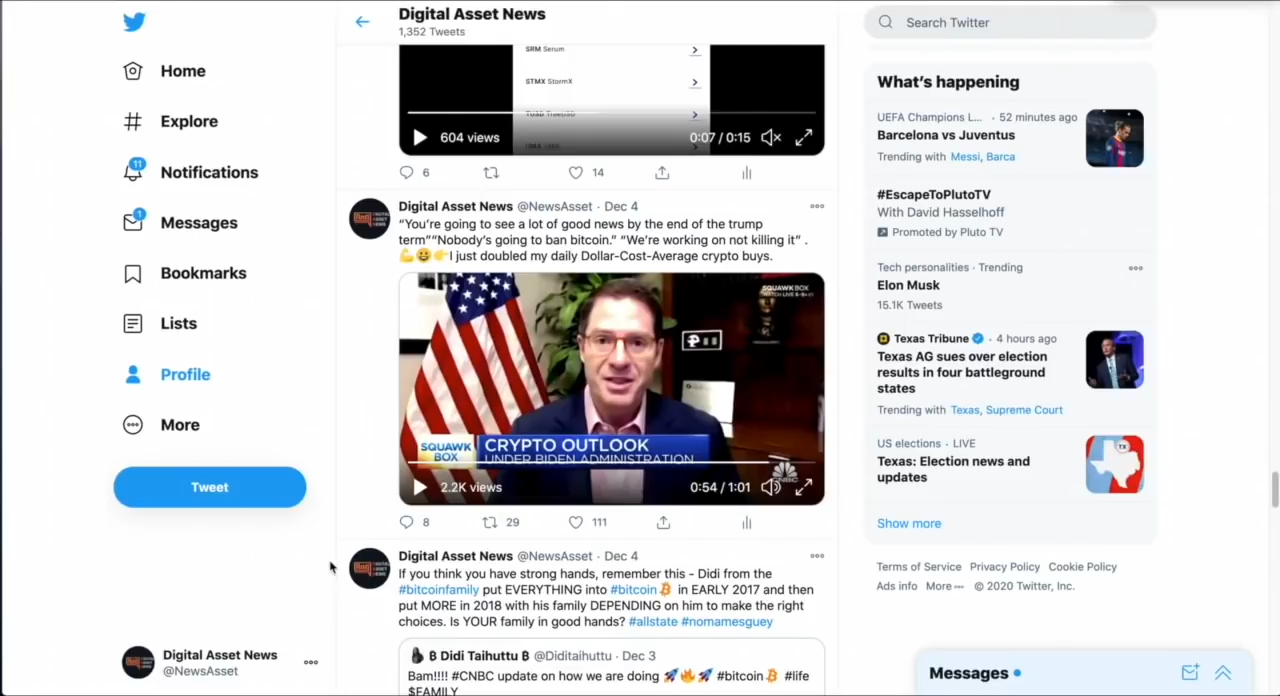 Home
Explore
11
Notifications
1
Messages
Bookmarks
Lists
Profile
More
Tweet
Digital Asset News
@NewsAsset
Digital Asset News
1,352 Tweets
SRM Serum
STMX StormX
604 views
0:07 / 0:15
6
14
Digital Asset News @NewsAsset · Dec 4
“You’re going to see a lot of good news by the end of the trump
term”“Nobody’s going to ban bitcoin.” “We’re working on not killing it” .
💪😀👉I just doubled my daily Dollar-Cost-Average crypto buys.
SQUAWK BOX
SQUAWK
BOX
CRYPTO OUTLOOK
UNDER BIDEN ADMINISTRATION
CNBC
2.2K views
0:54 / 1:01
8
29
111
Digital Asset News @NewsAsset · Dec 4
If you think you have strong hands, remember this - Didi from the
#bitcoinfamily put EVERYTHING into #bitcoin₿ in EARLY 2017 and then
put MORE in 2018 with his family DEPENDING on him to make the right
choices. Is YOUR family in good hands? #allstate #nomamesguey
₿ Didi Taihuttu ₿ @Diditaihuttu · Dec 3
Bam!!!! #CNBC update on how we are doing 🚀🔥🚀 #bitcoin₿ #life
$FAMILY
Search Twitter
What’s happening
UEFA Champions L... · 52 minutes ago
Barcelona vs Juventus
Trending with Messi, Barca
#EscapeToPlutoTV
With David Hasselhoff
Promoted by Pluto TV
Tech personalities · Trending
Elon Musk
15.1K Tweets
Texas Tribune · 4 hours ago
Texas AG sues over election
results in four battleground
states
Trending with Texas, Supreme Court
US elections · LIVE
Texas: Election news and
updates
TX
Show more
Terms of Service Privacy Policy Cookie Policy
Ads info More ··· © 2020 Twitter, Inc.
Messages